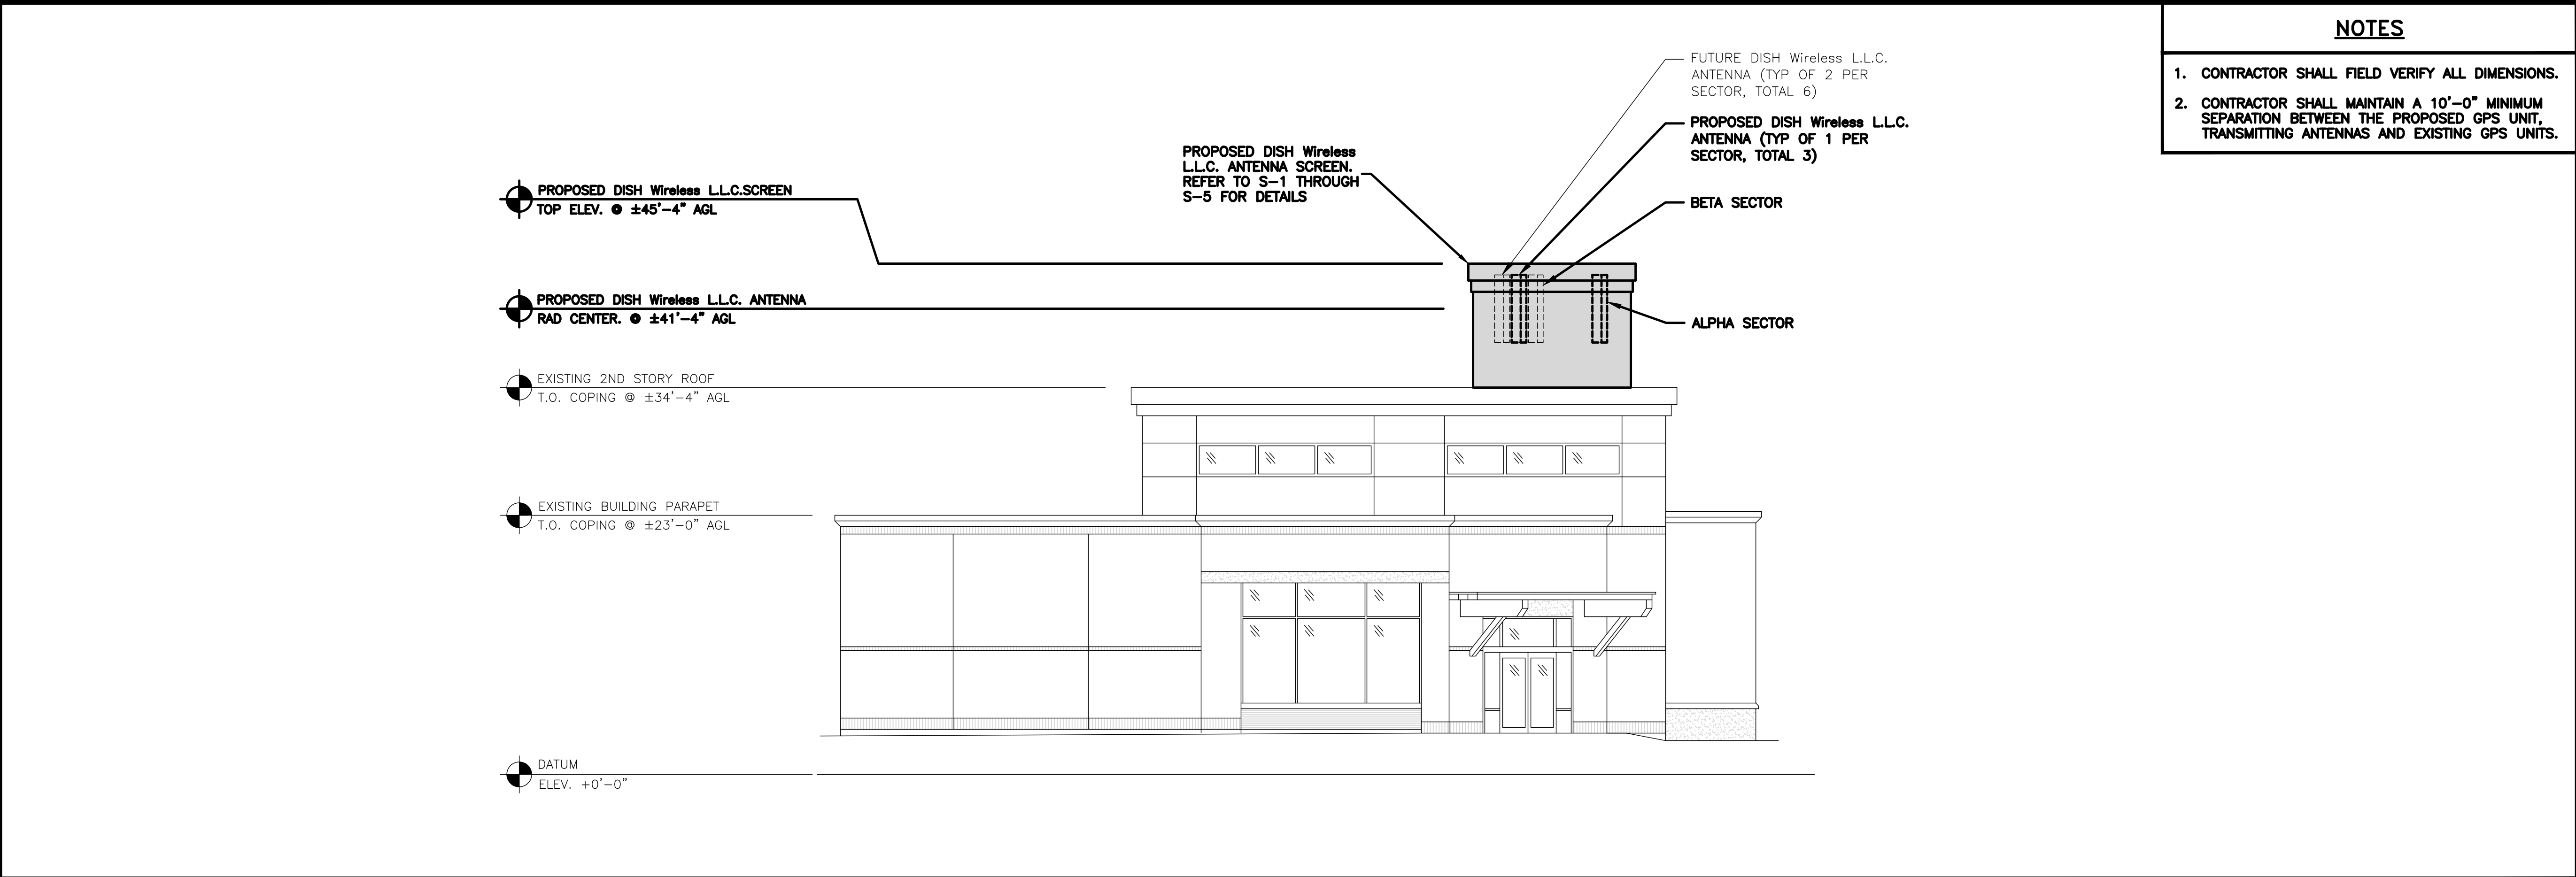 NOTES
1. CONTRACTOR SHALL FIELD VERIFY ALL DIMENSIONS.
2. CONTRACTOR SHALL MAINTAIN A 10'-0" MINIMUM
SEPARATION BETWEEN THE PROPOSED GPS UNIT,
TRANSMITTING ANTENNAS AND EXISTING GPS UNITS.
FUTURE DISH Wireless L.L.C.
ANTENNA (TYP OF 2 PER
SECTOR, TOTAL 6)
PROPOSED DISH Wireless L.L.C.
ANTENNA (TYP OF 1 PER
SECTOR, TOTAL 3)
BETA SECTOR
ALPHA SECTOR
PROPOSED DISH Wireless
L.L.C. ANTENNA SCREEN.
REFER TO S-1 THROUGH
S-5 FOR DETAILS
PROPOSED DISH Wireless L.L.C.SCREEN
TOP ELEV. @ ±45'-4" AGL
PROPOSED DISH Wireless L.L.C. ANTENNA
RAD CENTER. @ ±41'-4" AGL
EXISTING 2ND STORY ROOF
T.O. COPING @ ±34'-4" AGL
EXISTING BUILDING PARAPET
T.O. COPING @ ±23'-0" AGL
DATUM
ELEV. +0'-0"